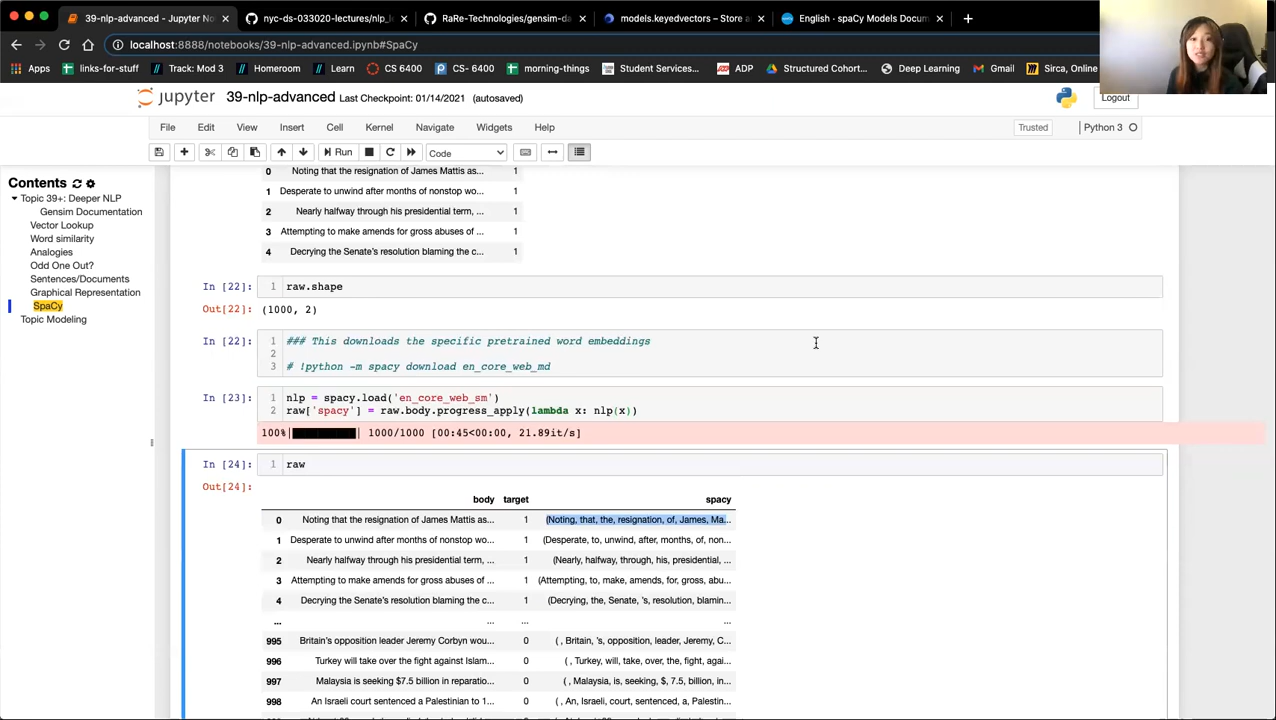 39-nlp-advanced - Jupyter No
nyc-ds-033020-lectures/nlp_le
RaRe-Technologies/gensim-da
models.keyedvectors – Store a
English · spaCy Models Docum
localhost:8888/notebooks/39-nlp-advanced.ipynb#SpaCy
Apps
links-for-stuff
Track: Mod 3
Homeroom
Learn
CS 6400
CS- 6400
morning-things
Student Services...
ADP
Structured Cohort...
Deep Learning
Gmail
Sirca, Online
jupyter
39-nlp-advanced Last Checkpoint: 01/14/2021 (autosaved)
Logout
File Edit View Insert Cell Kernel Navigate Widgets Help
Trusted
Python 3
Run
Code
Contents
Topic 39+: Deeper NLP
Gensim Documentation
Vector Lookup
Word similarity
Analogies
Odd One Out?
Sentences/Documents
Graphical Representation
SpaCy
Topic Modeling
0 Noting that the resignation of James Mattis as... 1
1 Desperate to unwind after months of nonstop wo... 1
2 Nearly halfway through his presidential term, ... 1
3 Attempting to make amends for gross abuses of ... 1
4 Decrying the Senate's resolution blaming the c... 1
In [22]: 1 raw.shape
Out[22]: (1000, 2)
In [22]: 1 ### This downloads the specific pretrained word embeddings
2
3 # !python -m spacy download en_core_web_md
In [23]: 1 nlp = spacy.load('en_core_web_sm')
2 raw['spacy'] = raw.body.progress_apply(lambda x: nlp(x))
100%| | 1000/1000 [00:45<00:00, 21.89it/s]
In [24]: 1 raw
Out[24]:
body target spacy
0 Noting that the resignation of James Mattis as... 1 (Noting, that, the, resignation, of, James, Ma...
1 Desperate to unwind after months of nonstop wo... 1 (Desperate, to, unwind, after, months, of, non...
2 Nearly halfway through his presidential term, ... 1 (Nearly, halfway, through, his, presidential, ...
3 Attempting to make amends for gross abuses of ... 1 (Attempting, to, make, amends, for, gross, abu...
4 Decrying the Senate's resolution blaming the c... 1 (Decrying, the, Senate, 's, resolution, blamin...
... ... ... ...
995 Britain's opposition leader Jeremy Corbyn wou... 0 ( , Britain, 's, opposition, leader, Jeremy, C...
996 Turkey will take over the fight against Islam... 0 ( , Turkey, will, take, over, the, fight, agai...
997 Malaysia is seeking $7.5 billion in reparatio... 0 ( , Malaysia, is, seeking, $, 7.5, billion, in...
998 An Israeli court sentenced a Palestinian to 1... 0 ( , An, Israeli, court, sentenced, a, Palestin...